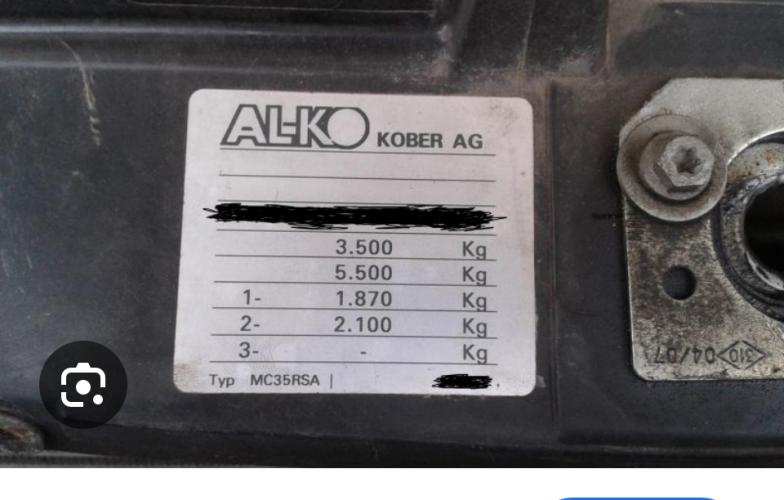 AL-KO KOBER AG
3.500 Kg
5.500 Kg
1- 1.870 Kg
2- 2.100 Kg
3- - Kg
Typ MC35RSA |
310 04/07